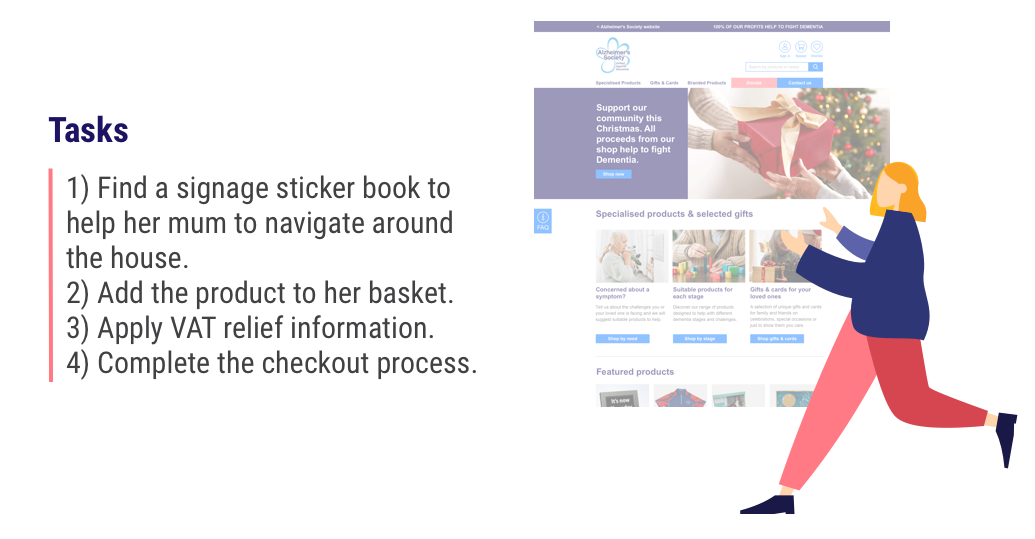 Tasks
1) Find a signage sticker book to
help her mum to navigate around
the house.
2) Add the product to her basket.
3) Apply VAT relief information.
4) Complete the checkout process.
< Alzheimer's Society website
100% OF OUR PROFITS HELP TO FIGHT DEMENTIA
Alzheimer's
Society
Sign in Basket Wishlist
Specialised Products Gifts & Cards Branded Products Donate Contact us
Support our
community this
Christmas. All
proceeds from our
shop help to fight
Dementia.
Shop now
FAQ
Specialised products & selected gifts
Concerned about a
symptom?
Tell us about the challenges you or
your loved one is facing and we will
suggest suitable products to help.
Shop by need
Suitable products for
each stage
Discover our range of products
designed to help with different
dementia stages and challenges.
Shop by stage
Gifts & cards for your
loved ones
A selection of unique gifts and cards
for family and friends on
celebrations, special occasions or
just to show them you care.
Shop gifts & cards
Featured products
It's now